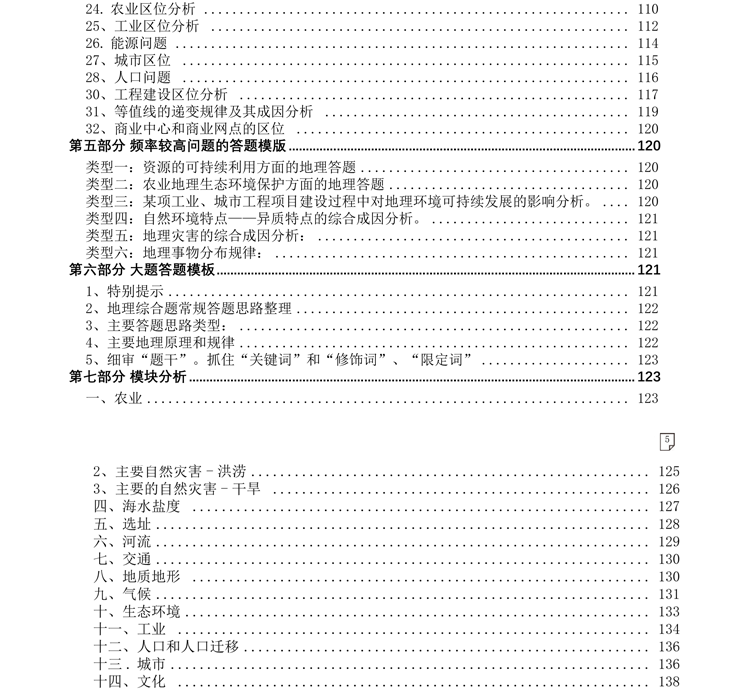 24. 农业区位分析 ........................ 110
25、工业区位分析 ........................ 112
26. 能源问题 ........................ 114
27、城市区位 ........................ 115
28、人口问题 ........................ 116
30、工程建设区位分析 ........................ 117
31、等值线的递变规律及其成因分析 ........................ 119
32、商业中心和商业网点的区位 ........................ 120
第五部分 频率较高问题的答题模版........................120
类型一：资源的可持续利用方面的地理答题........................ 120
类型二：农业地理生态环境保护方面的地理答题........................ 120
类型三：某项工业、城市工程项目建设过程中对地理环境可持续发展的影响分析。.... 120
类型四：自然环境特点——异质特点的综合成因分析。........................ 121
类型五：地理灾害的综合成因分析：........................ 121
类型六：地理事物分布规律：........................ 121
第六部分 大题答题模板........................121
1、特别提示........................ 121
2、地理综合题常规答题思路整理........................ 122
3、主要答题思路类型：........................ 122
4、主要地理原理和规律........................ 122
5、细审“题干”。抓住“关键词”和“修饰词”、“限定词” ........................ 123
第七部分 模块分析........................123
一、农业........................ 123
5
2、主要自然灾害－洪涝........................ 125
3、主要的自然灾害－干旱 ........................ 126
四、海水盐度 ........................ 127
五、选址........................ 128
六、河流........................ 129
七、交通........................ 130
八、地质地形 ........................ 130
九、气候........................ 131
十、生态环境........................ 133
十一、工业 ........................ 134
十二、人口和人口迁移........................ 136
十三．城市........................ 136
十四、文化 ........................ 138